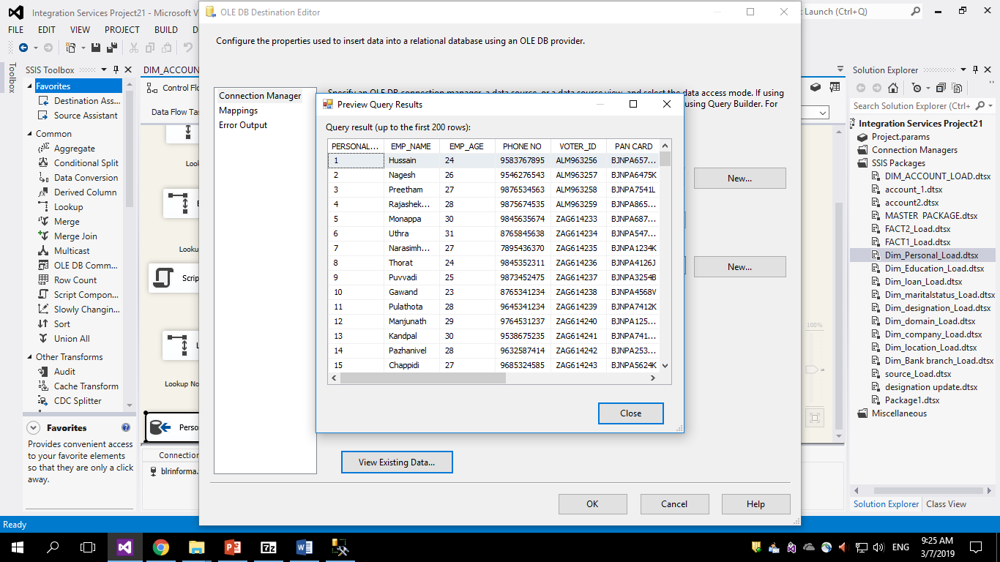 Integration Services Project21 - Microsoft V
OLE DB Destination Editor
Launch (Ctrl+Q)
FILE EDIT VIEW PROJECT BUILD D
Configure the properties used to insert data into a relational database using an OLE DB provider.
Toolbox
SSIS Toolbox
Favorites
Destination Ass...
Source Assistant
Common
Aggregate
Conditional Split
Data Conversion
Derived Column
Lookup
Merge
Merge Join
Multicast
OLE DB Comm...
Row Count
Script Compon...
Slowly Changin...
Sort
Union All
Other Transforms
Audit
Cache Transform
CDC Splitter
Favorites
Provides convenient access
to your favorite elements
so that they are only a click
away.
DIM_ACCOUN
Control Flo
Data Flow Tas
Look
Looku
Scrip
L
Lookup No
Perso
Connection
blrinforma.
Connection Manager
Mappings
Error Output
Specify an OLE DB connection manager, a data source, or a data source view, and select the data access mode. If using
using Query Builder. For
New...
New...
Preview Query Results
Query result (up to the first 200 rows):
PERSONAL... EMP_NAME EMP_AGE PHONE NO VOTER_ID PAN CARD
1 Hussain 24 9583767895 ALM963256 BJNPA657...
2 Nagesh 26 9546276543 ALM963257 BJNPA6475K
3 Preetham 27 9876534563 ALM963258 BJNPA7541L
4 Rajashek... 28 9875674535 ALM963259 BJNPA865...
5 Monappa 30 9845635674 ZAG614233 BJNPA687...
6 Uthra 31 8765845638 ZAG614234 BJNPA547...
7 Narasimh... 27 7895436370 ZAG614235 BJNPA1234K
8 Thorat 24 9845352311 ZAG614236 BJNPA4126J
9 Puvvadi 25 9873452475 ZAG614237 BJNPA3254B
10 Gawand 23 8765341234 ZAG614238 BJNPA4568V
11 Pulathota 28 9645341234 ZAG614239 BJNPA7412K
12 Manjunath 29 9764531237 ZAG614240 BJNPA125...
13 Kandpal 30 9538675235 ZAG614241 BJNPA741...
14 Pazhanivel 28 9632587414 ZAG614242 BJNPA253...
15 Chappidi 27 9685324585 ZAG614243 BJNPA5624K
Close
View Existing Data...
OK Cancel Help
100%
Solution Explorer
Search Solution Explorer (Ctrl+
Integration Services Project21
Project.params
Connection Managers
SSIS Packages
DIM_ACCOUNT_LOAD.dtsx
account_1.dtsx
account2.dtsx
MASTER PACKAGE.dtsx
FACT2_Load.dtsx
FACT1_Load.dtsx
Dim_Personal_Load.dtsx
Dim_Education_Load.dtsx
Dim_loan_Load.dtsx
Dim_maritalstatus_Load.dtsx
Dim_designation_Load.dtsx
Dim_domain_Load.dtsx
Dim_company_Load.dtsx
Dim_location_Load.dtsx
Dim_Bank branch_Load.dtsx
source_Load.dtsx
designation update.dtsx
Package1.dtsx
Miscellaneous
Solution Explorer Class View
Ready
ENG
9:25 AM
3/7/2019